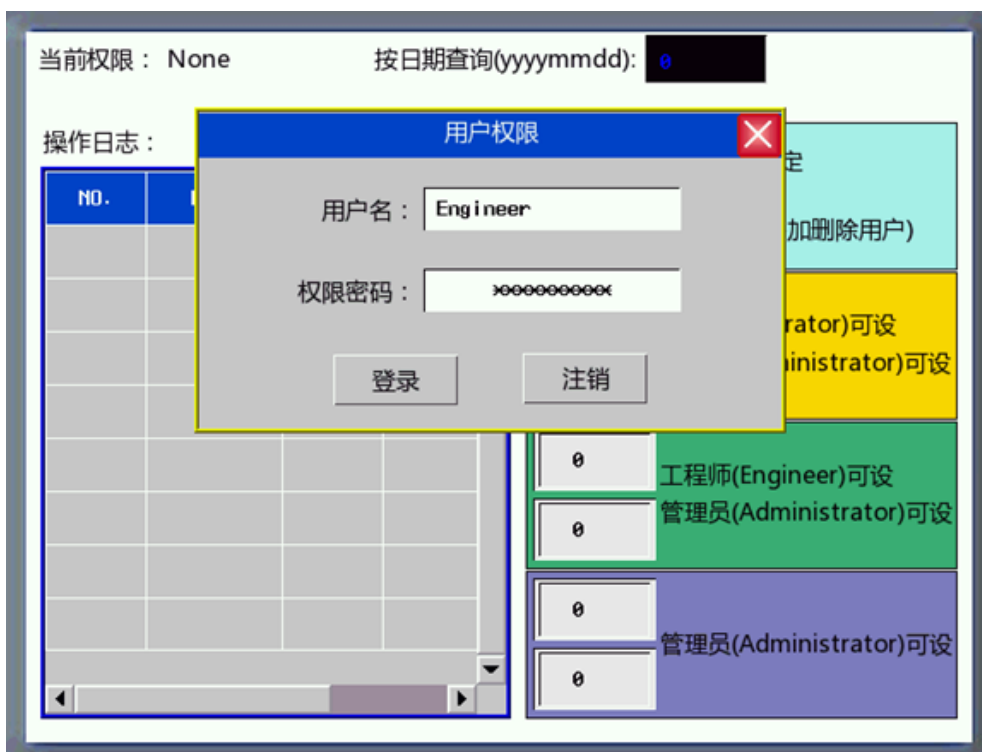 当前权限： None
按日期查询(yyyymmdd):
0
操作日志：
用户权限
定
NO.
用户名：
Engineer
加删除用户)
权限密码：
***********
rator)可设
inistrator)可设
登录
注销
0
工程师(Engineer)可设
管理员(Administrator)可设
0
0
管理员(Administrator)可设
0